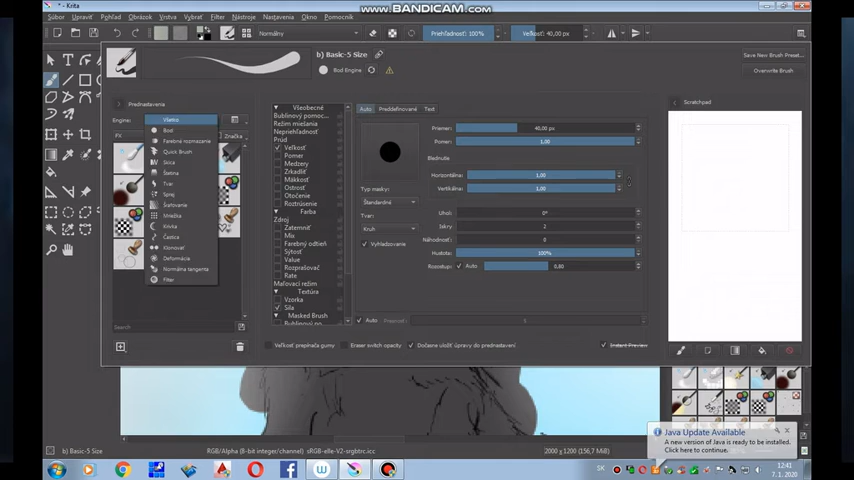 www.BANDICAM.com
* - Krita
Súbor Upraviť Pohľad Obrázok Vrstva Vybrať Filter Nástroje Nastavenia Okno Pomocník
Normálny
Priehľadnosť: 100%
Veľkosť: 40,00 px
b) Basic-5 Size
Bod Engine
Save New Brush Preset...
Overwrite Brush
Prednastavenia
Engine:
Všetko
Bod
Farebné rozmazanie
Quick Brush
Skica
Štetina
Tvar
Sprej
Šrafovanie
Mriežka
Krivka
Častica
Klonovať
Deformácia
Normálna tangenta
Filter
Značka
Search
Všeobecné
Bublinový pomoc...
Režim miešania
Nepriehľadnosť
Prúd
Veľkosť
Pomer
Medzery
Zrkadliť
Mäkkosť
Ostrosť
Otočenie
Roztrúsenie
Farba
Zdroj
Zatemniť
Mix
Farebný odtieň
Sýtosť
Value
Rozprašovač
Rate
Maľovací režim
Textúra
Vzorka
Sila
Masked Brush
Auto Preddefinované Text
Priemer: 40,00 px
Pomer: 1,00
Blednutie
Horizontálna: 1,00
Vertikálna: 1,00
Typ masky:
Štandardné
Tvar:
Kruh
Vyhladzovanie
Uhol: 0°
Iskry: 2
Náhodnosť: 0
Hustota: 100%
Rozostup: Auto 0,80
Auto
Veľkosť prepínača gumy
Eraser switch opacity
Dočasne uložiť úpravy do prednastavení
Instant Preview
Scratchpad
b) Basic-5 Size
RGB/Alpha (8-bit integer/channel) sRGB-elle-V2-srgbtrc.icc
2000 x 1200 (156,7 MiB)
Java Update Available
A new version of Java is ready to be installed.
Click here to continue.
SK
12:41
7. 1. 2020